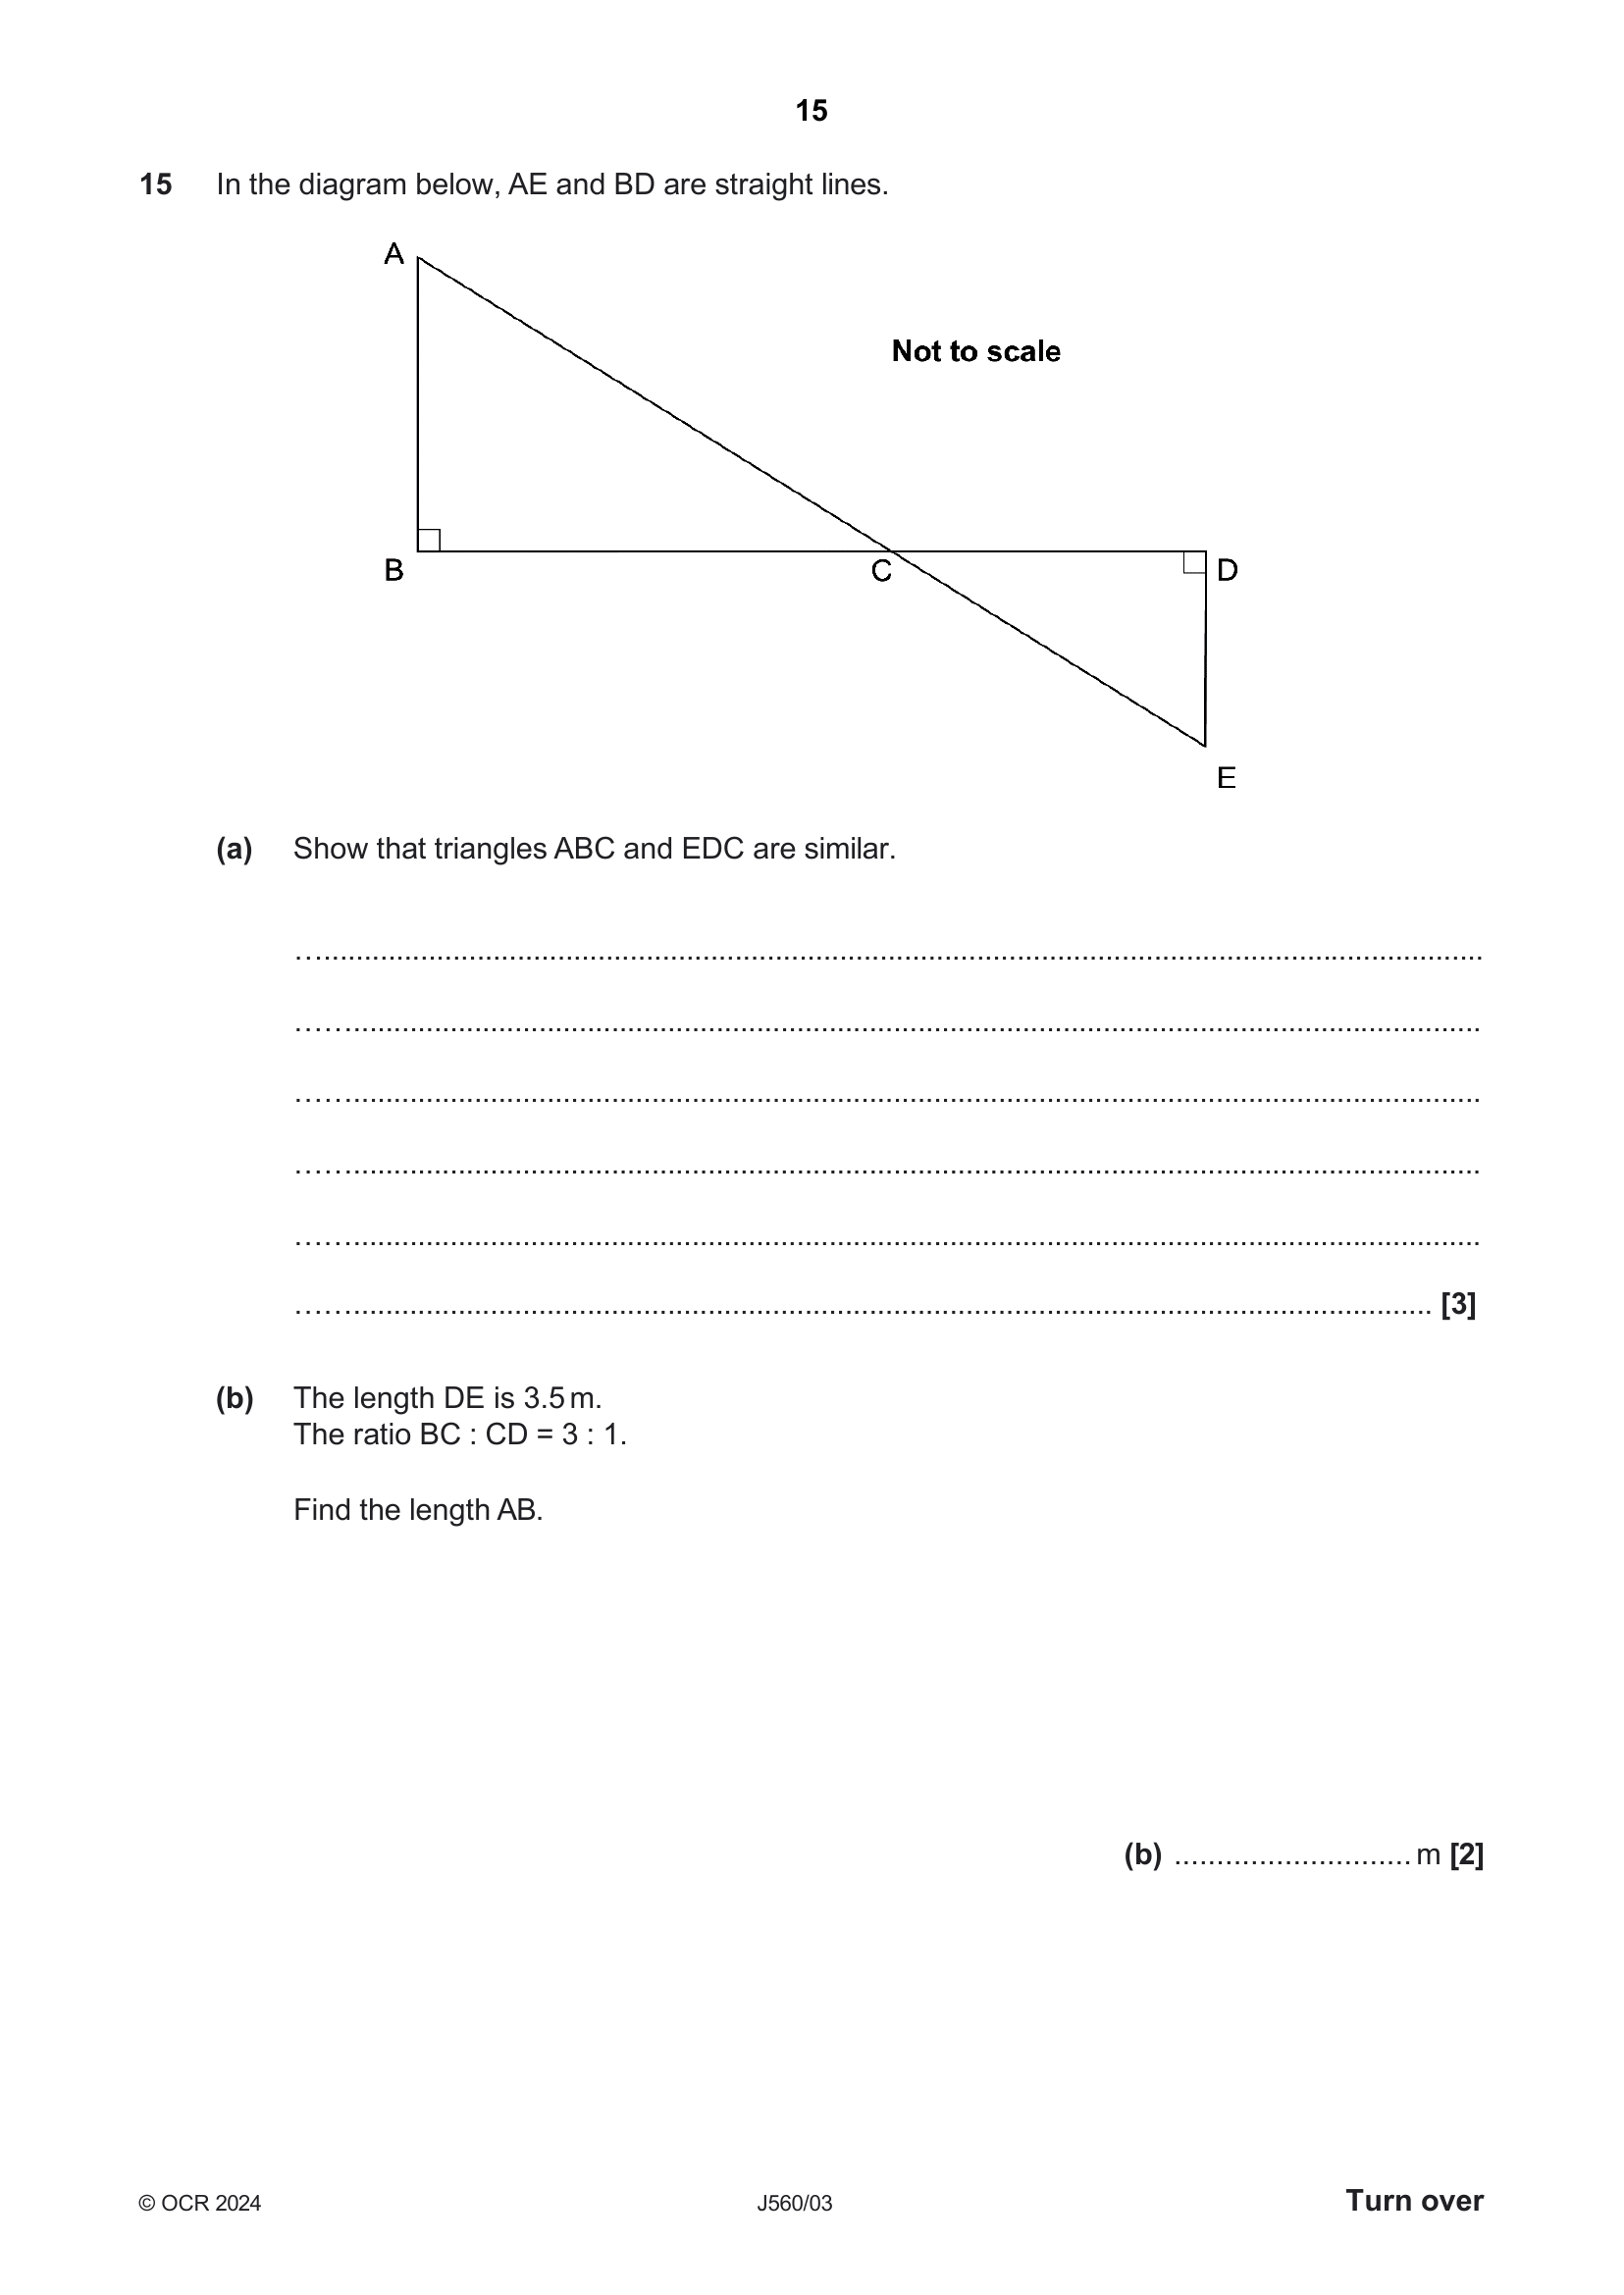 15
15 In the diagram below, AE and BD are straight lines.
A
Not to scale
B
C
D
E
(a) Show that triangles ABC and EDC are similar.
................................................................................
................................................................................
................................................................................
................................................................................
................................................................................
................................................................................ [3]
(b) The length DE is 3.5 m.
The ratio BC : CD = 3 : 1.
Find the length AB.
(b) ............................ m [2]
© OCR 2024 J560/03 Turn over